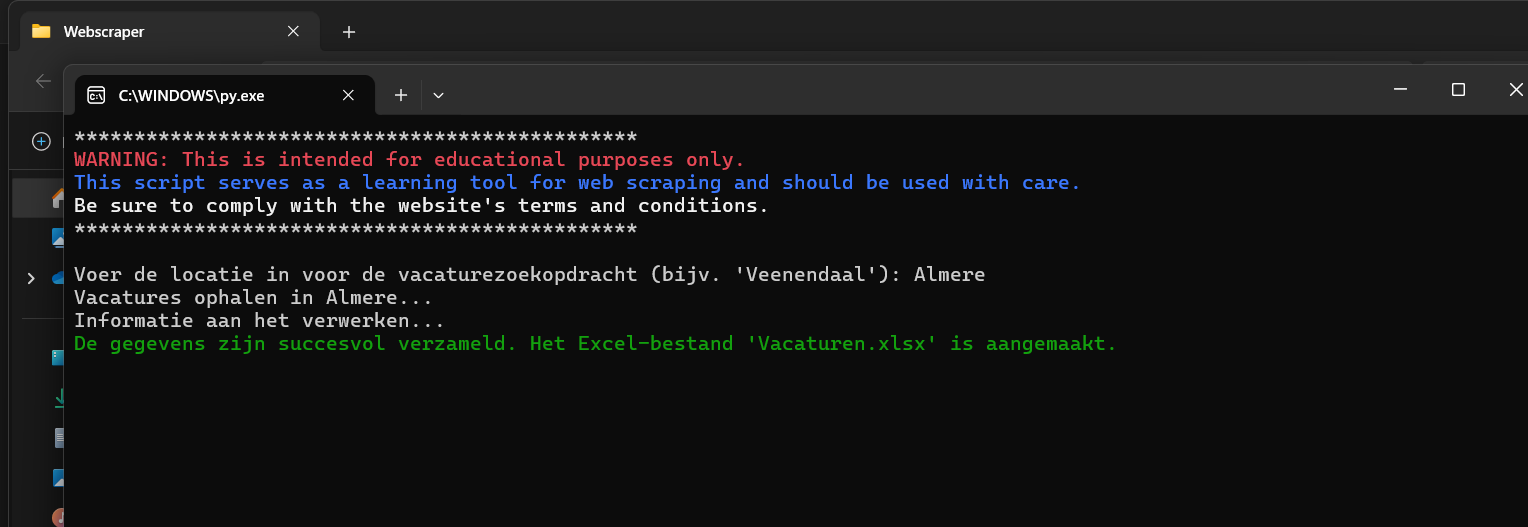 Webscraper
C:\WINDOWS\py.exe
***********************************************
WARNING: This is intended for educational purposes only.
This script serves as a learning tool for web scraping and should be used with care.
Be sure to comply with the website's terms and conditions.
***********************************************
Voer de locatie in voor de vacaturezoekopdracht (bijv. 'Veenendaal'): Almere
Vacatures ophalen in Almere...
Informatie aan het verwerken...
De gegevens zijn succesvol verzameld. Het Excel-bestand 'Vacaturen.xlsx' is aangemaakt.